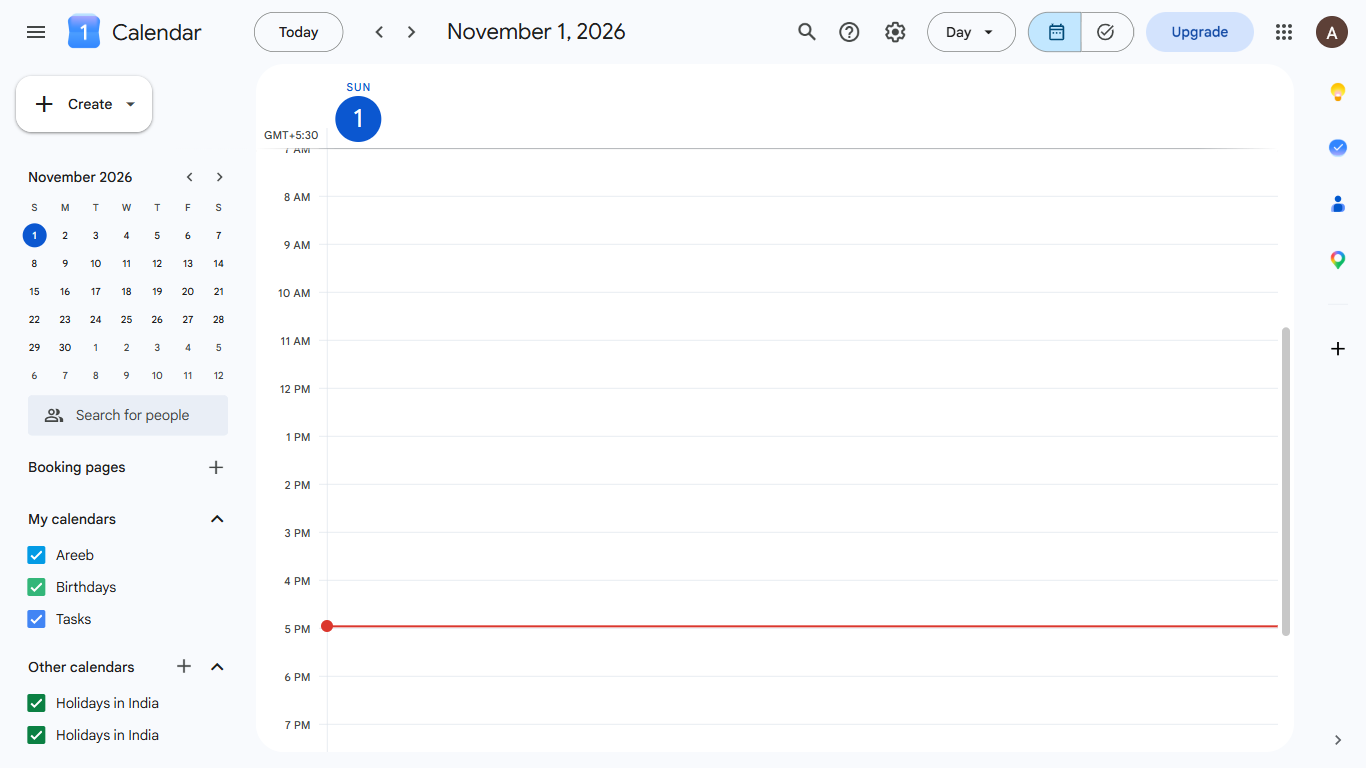 1 Calendar Today November 1, 2026 Day Upgrade A
Create
November 2026
S M T W T F S
1 2 3 4 5 6 7
8 9 10 11 12 13 14
15 16 17 18 19 20 21
22 23 24 25 26 27 28
29 30 1 2 3 4 5
6 7 8 9 10 11 12
Search for people
Booking pages
My calendars
Areeb
Birthdays
Tasks
Other calendars
Holidays in India
Holidays in India
SUN
1
GMT+5:30
7 AM
8 AM
9 AM
10 AM
11 AM
12 PM
1 PM
2 PM
3 PM
4 PM
5 PM
6 PM
7 PM